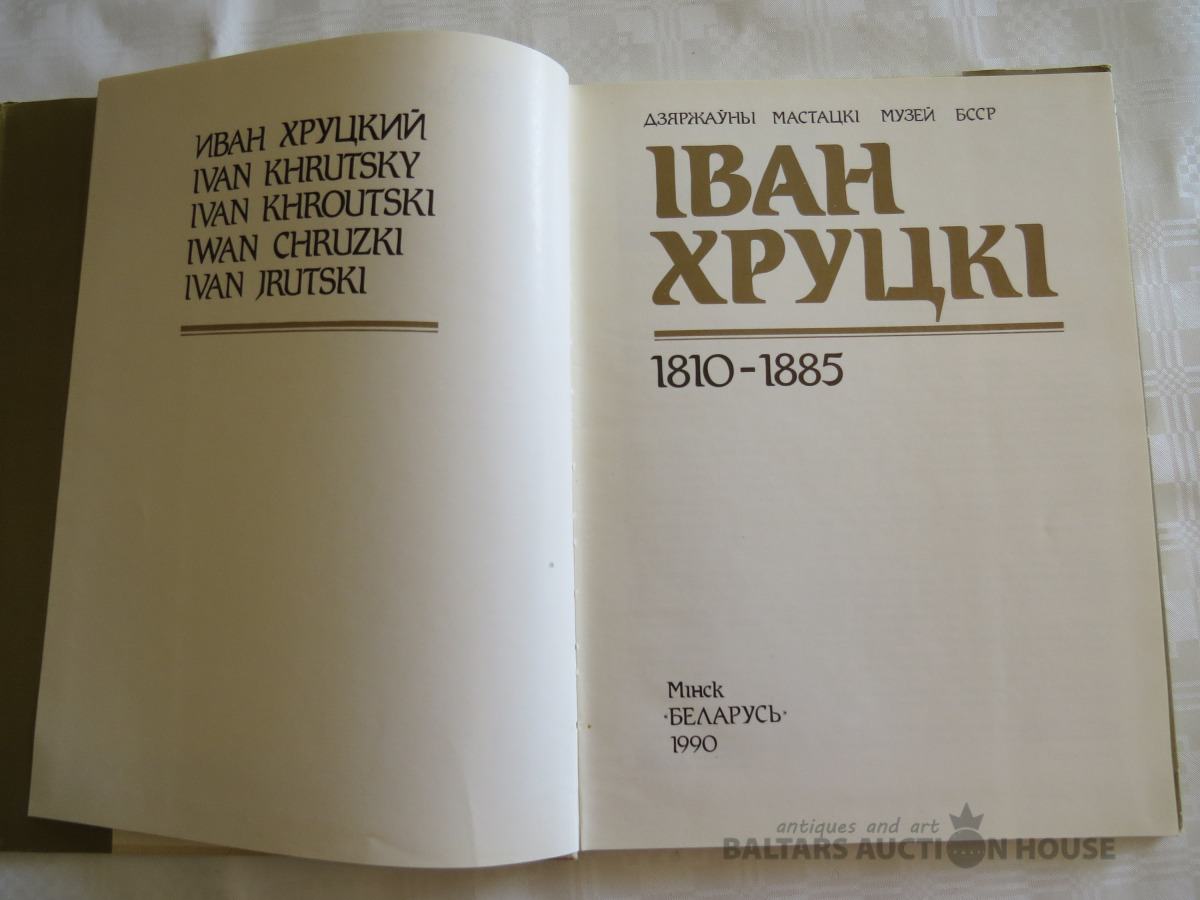 ИВАН ХРУЦКИЙ
IVAN KHRUTSKY
IVAN KHROUTSKI
IWAN CHRUZKI
IVAN JRUTSKI
ДЗЯРЖАЎНЫ МАСТАЦКІ МУЗЕЙ БССР
ІВАН
ХРУЦКІ
1810-1885
Мінск
"БЕЛАРУСЬ"
1990
antiques and art
BALTARS AUCTION HOUSE